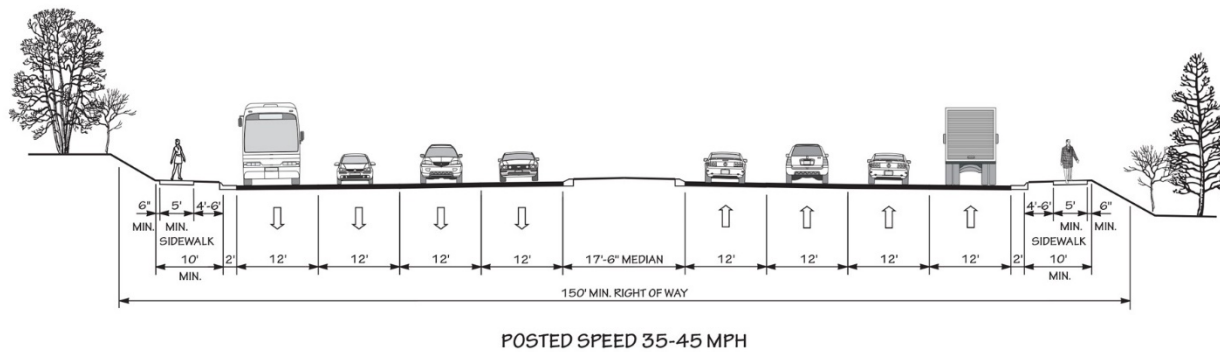 6" 5' 4'-6' 4'-6' 5' 6"
MIN. MIN. MIN. MIN.
SIDEWALK SIDEWALK
10' 2' 12' 12' 12' 12' 17'-6" MEDIAN 12' 12' 12' 12' 2' 10'
MIN. MIN.
150' MIN. RIGHT OF WAY
POSTED SPEED 35-45 MPH